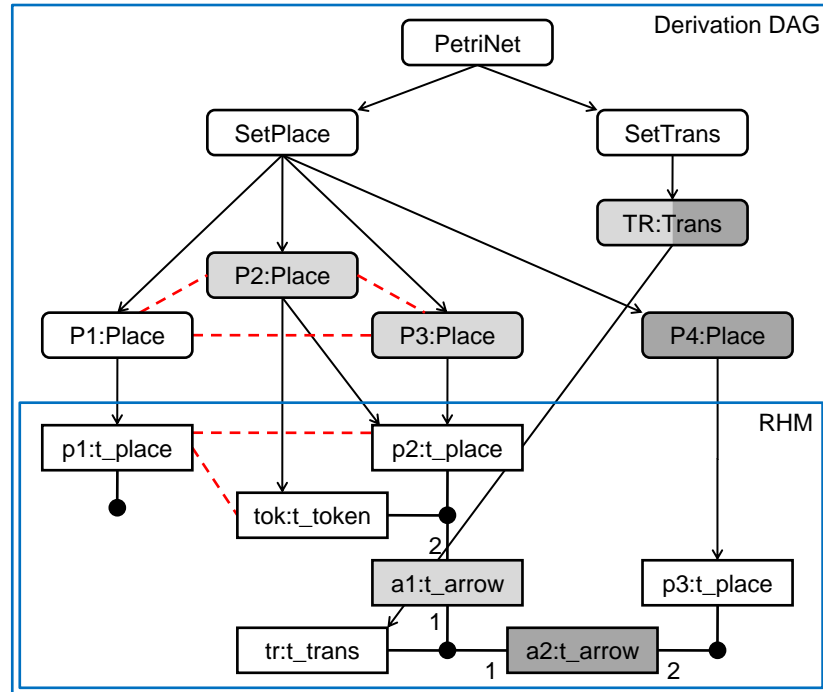 Derivation DAG
PetriNet
SetPlace
SetTrans
TR:Trans
P2:Place
P1:Place
P3:Place
P4:Place
RHM
p1:t_place
p2:t_place
tok:t_token
2
a1:t_arrow
p3:t_place
1
tr:t_trans
a2:t_arrow
1
2